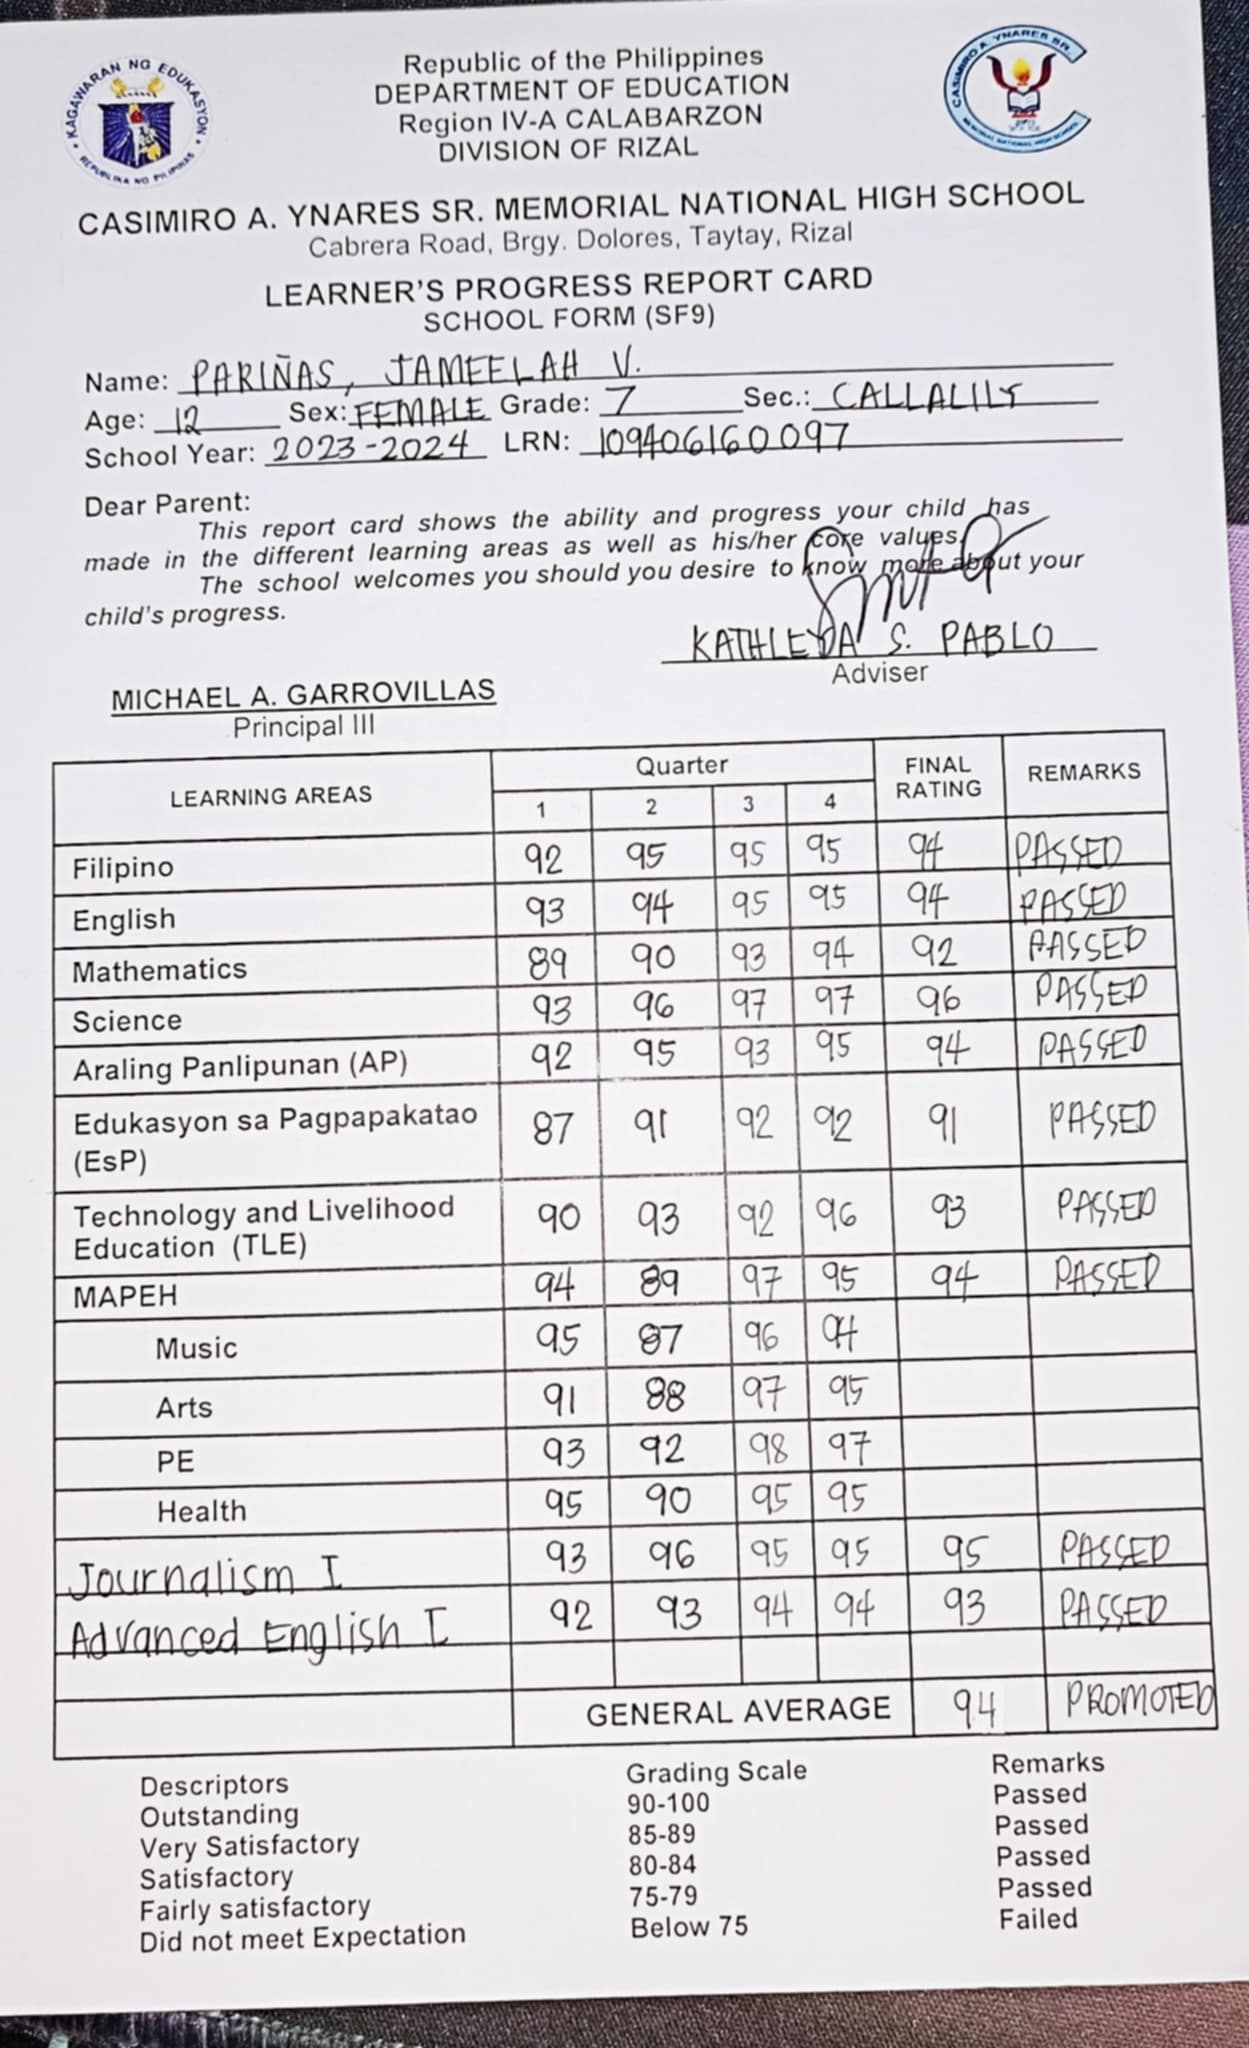 KAGAWARAN NG EDUKASYON
REPUBLIKA NG PILIPINAS
Republic of the Philippines
DEPARTMENT OF EDUCATION
Region IV-A CALABARZON
DIVISION OF RIZAL
CASIMIRO A. YNARES SR.
MEMORIAL NATIONAL HIGH SCHOOL
CASIMIRO A. YNARES SR. MEMORIAL NATIONAL HIGH SCHOOL
Cabrera Road, Brgy. Dolores, Taytay, Rizal
LEARNER'S PROGRESS REPORT CARD
SCHOOL FORM (SF9)
Name: PARIÑAS, JAMEELAH V.
Age: 12 Sex: FEMALE Grade: 7 Sec.: CALLALILY
School Year: 2023-2024 LRN: 109406160097
Dear Parent:
This report card shows the ability and progress your child has
made in the different learning areas as well as his/her core values.
The school welcomes you should you desire to know more about your
child's progress.
KATHLEYA S. PABLO
Adviser
MICHAEL A. GARROVILLAS
Principal III
LEARNING AREAS Quarter FINAL RATING REMARKS
1 2 3 4
Filipino 92 95 95 95 94 PASSED
English 93 94 95 95 94 PASSED
Mathematics 89 90 93 94 92 PASSED
Science 93 96 97 97 96 PASSED
Araling Panlipunan (AP) 92 95 93 95 94 PASSED
Edukasyon sa Pagpapakatao
(EsP) 87 91 92 92 91 PASSED
Technology and Livelihood
Education (TLE) 90 93 92 96 93 PASSED
MAPEH 94 89 97 95 94 PASSED
Music 95 87 96 94
Arts 91 88 97 95
PE 93 92 98 97
Health 95 90 95 95
Journalism I 93 96 95 95 95 PASSED
Advanced English I 92 93 94 94 93 PASSED
GENERAL AVERAGE 94 PROMOTED
Descriptors Grading Scale Remarks
Outstanding 90-100 Passed
Very Satisfactory 85-89 Passed
Satisfactory 80-84 Passed
Fairly satisfactory 75-79 Passed
Did not meet Expectation Below 75 Failed